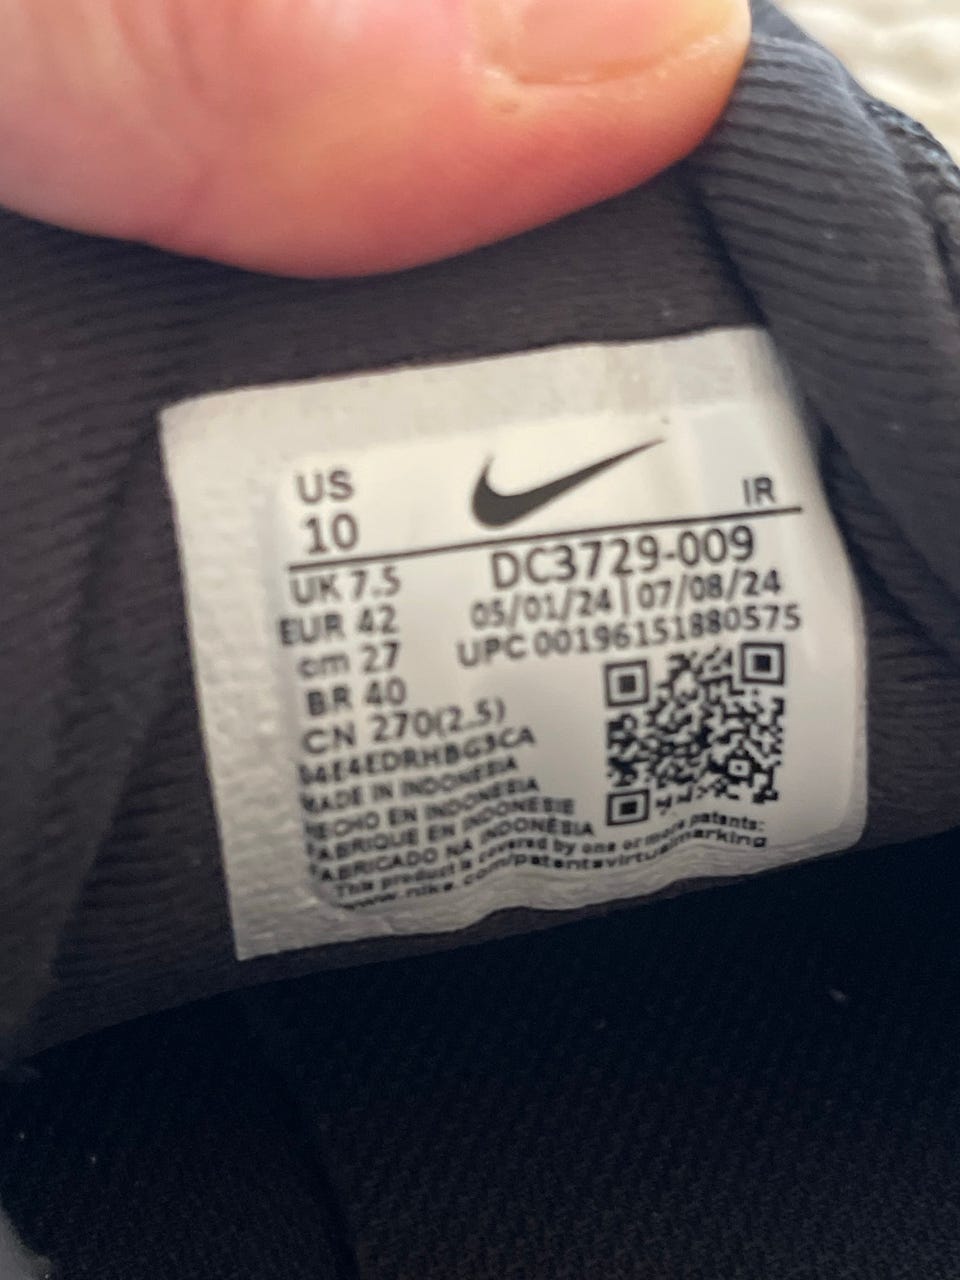 US
10
IR
UK 7.5
EUR 42
cm 27
BR 40
CN 270(2.5)
DC3729-009
05/01/24 | 07/08/24
UPC 00196151880575
MADE IN INDONESIA
HECHO EN INDONESIA
FABRIQUE EN INDONESIE
FABRICADO NA INDONÉSIA
This product is covered by one or more patents:
www.nike.com/patentsvirtualmarking